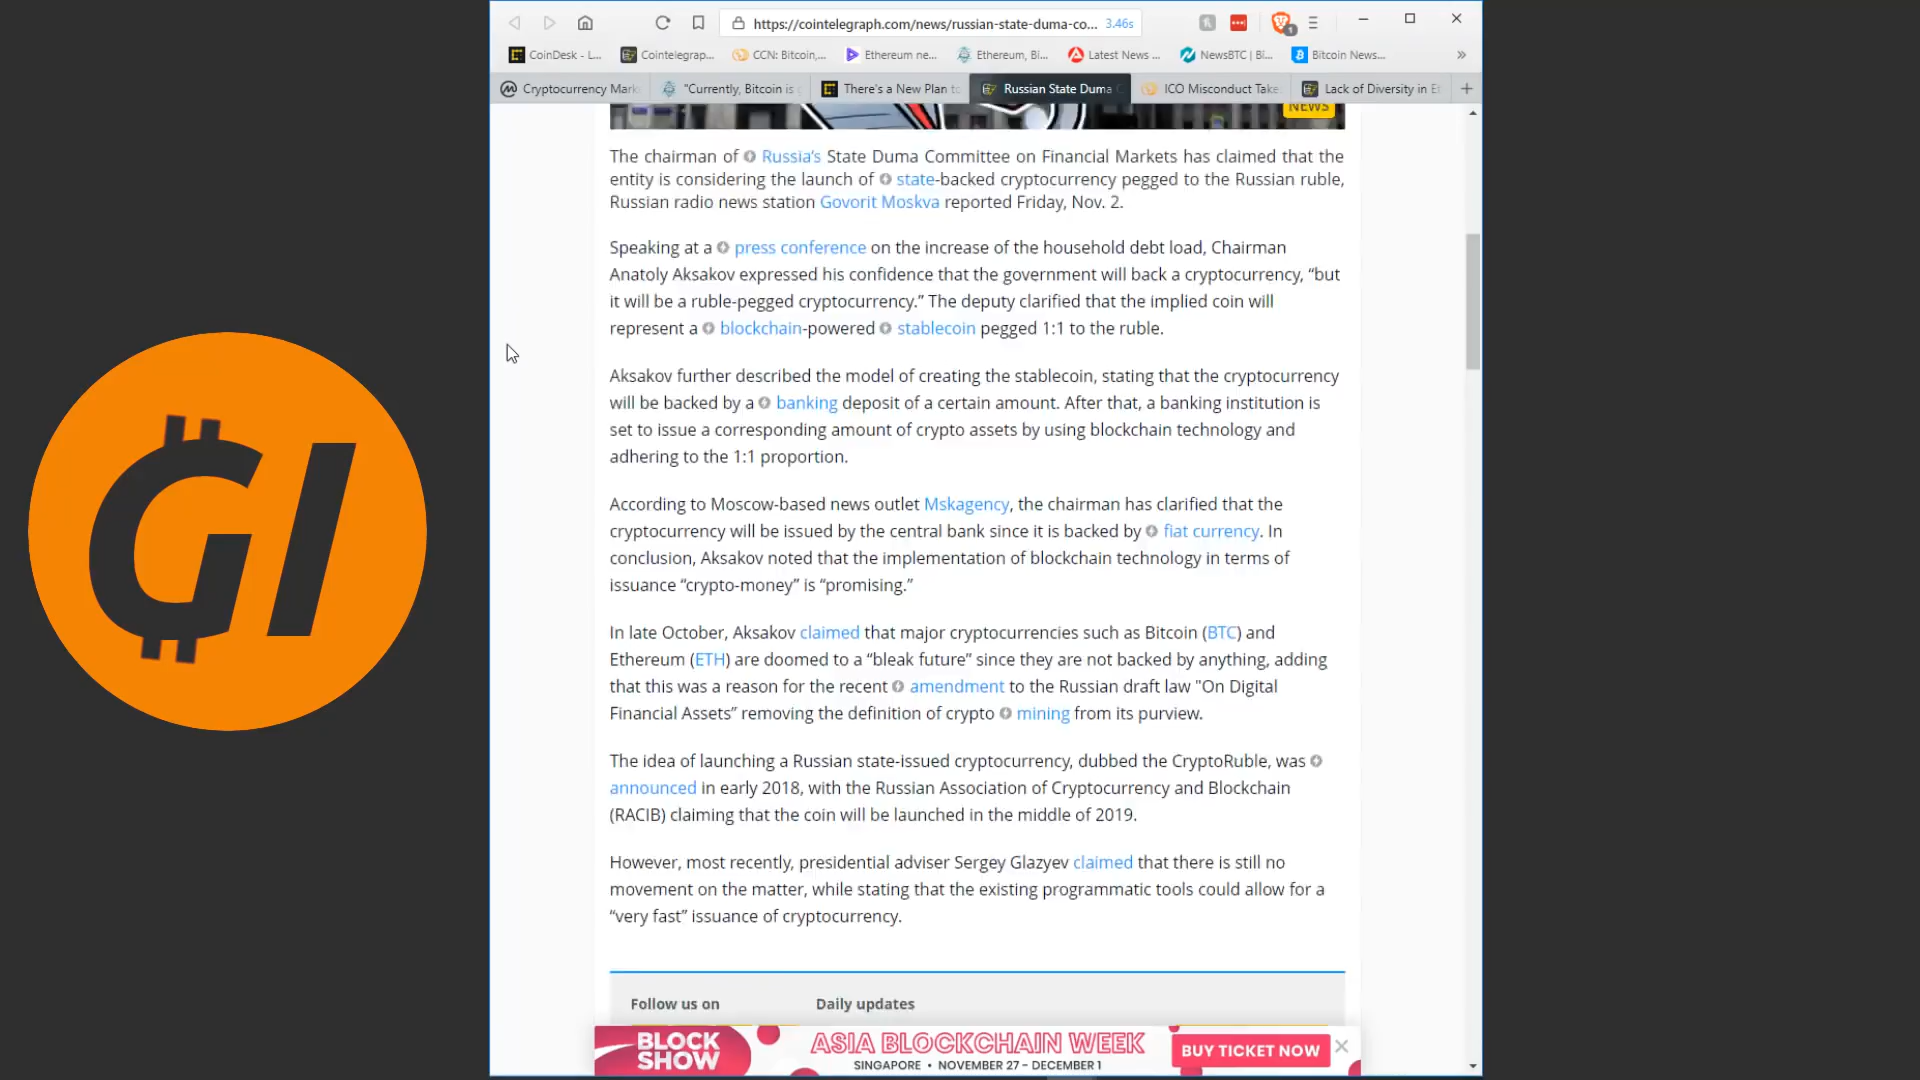 https://cointelegraph.com/news/russian-state-duma-co... 3.46s
1
CoinDesk - L... Cointelegrap... CCN: Bitcoin,... Ethereum ne... Ethereum, Bi... Latest News ... NewsBTC | Bi... Bitcoin News... »
Cryptocurrency Mark "Currently, Bitcoin is There's a New Plan to Russian State Duma ICO Misconduct Take Lack of Diversity in
NEWS
The chairman of Russia’s State Duma Committee on Financial Markets has claimed that the
entity is considering the launch of state-backed cryptocurrency pegged to the Russian ruble,
Russian radio news station Govorit Moskva reported Friday, Nov. 2.
Speaking at a press conference on the increase of the household debt load, Chairman
Anatoly Aksakov expressed his confidence that the government will back a cryptocurrency, “but
it will be a ruble-pegged cryptocurrency.” The deputy clarified that the implied coin will
represent a blockchain-powered stablecoin pegged 1:1 to the ruble.
Aksakov further described the model of creating the stablecoin, stating that the cryptocurrency
will be backed by a banking deposit of a certain amount. After that, a banking institution is
set to issue a corresponding amount of crypto assets by using blockchain technology and
adhering to the 1:1 proportion.
According to Moscow-based news outlet Mskagency, the chairman has clarified that the
cryptocurrency will be issued by the central bank since it is backed by fiat currency. In
conclusion, Aksakov noted that the implementation of blockchain technology in terms of
issuance “crypto-money” is “promising.”
In late October, Aksakov claimed that major cryptocurrencies such as Bitcoin (BTC) and
Ethereum (ETH) are doomed to a “bleak future” since they are not backed by anything, adding
that this was a reason for the recent amendment to the Russian draft law "On Digital
Financial Assets” removing the definition of crypto mining from its purview.
The idea of launching a Russian state-issued cryptocurrency, dubbed the CryptoRuble, was
announced in early 2018, with the Russian Association of Cryptocurrency and Blockchain
(RACIB) claiming that the coin will be launched in the middle of 2019.
However, most recently, presidential adviser Sergey Glazyev claimed that there is still no
movement on the matter, while stating that the existing programmatic tools could allow for a
“very fast” issuance of cryptocurrency.
Follow us on Daily updates
BLOCK
SHOW
ASIA BLOCKCHAIN WEEK
SINGAPORE • NOVEMBER 27 - DECEMBER 1
BUY TICKET NOW
GI